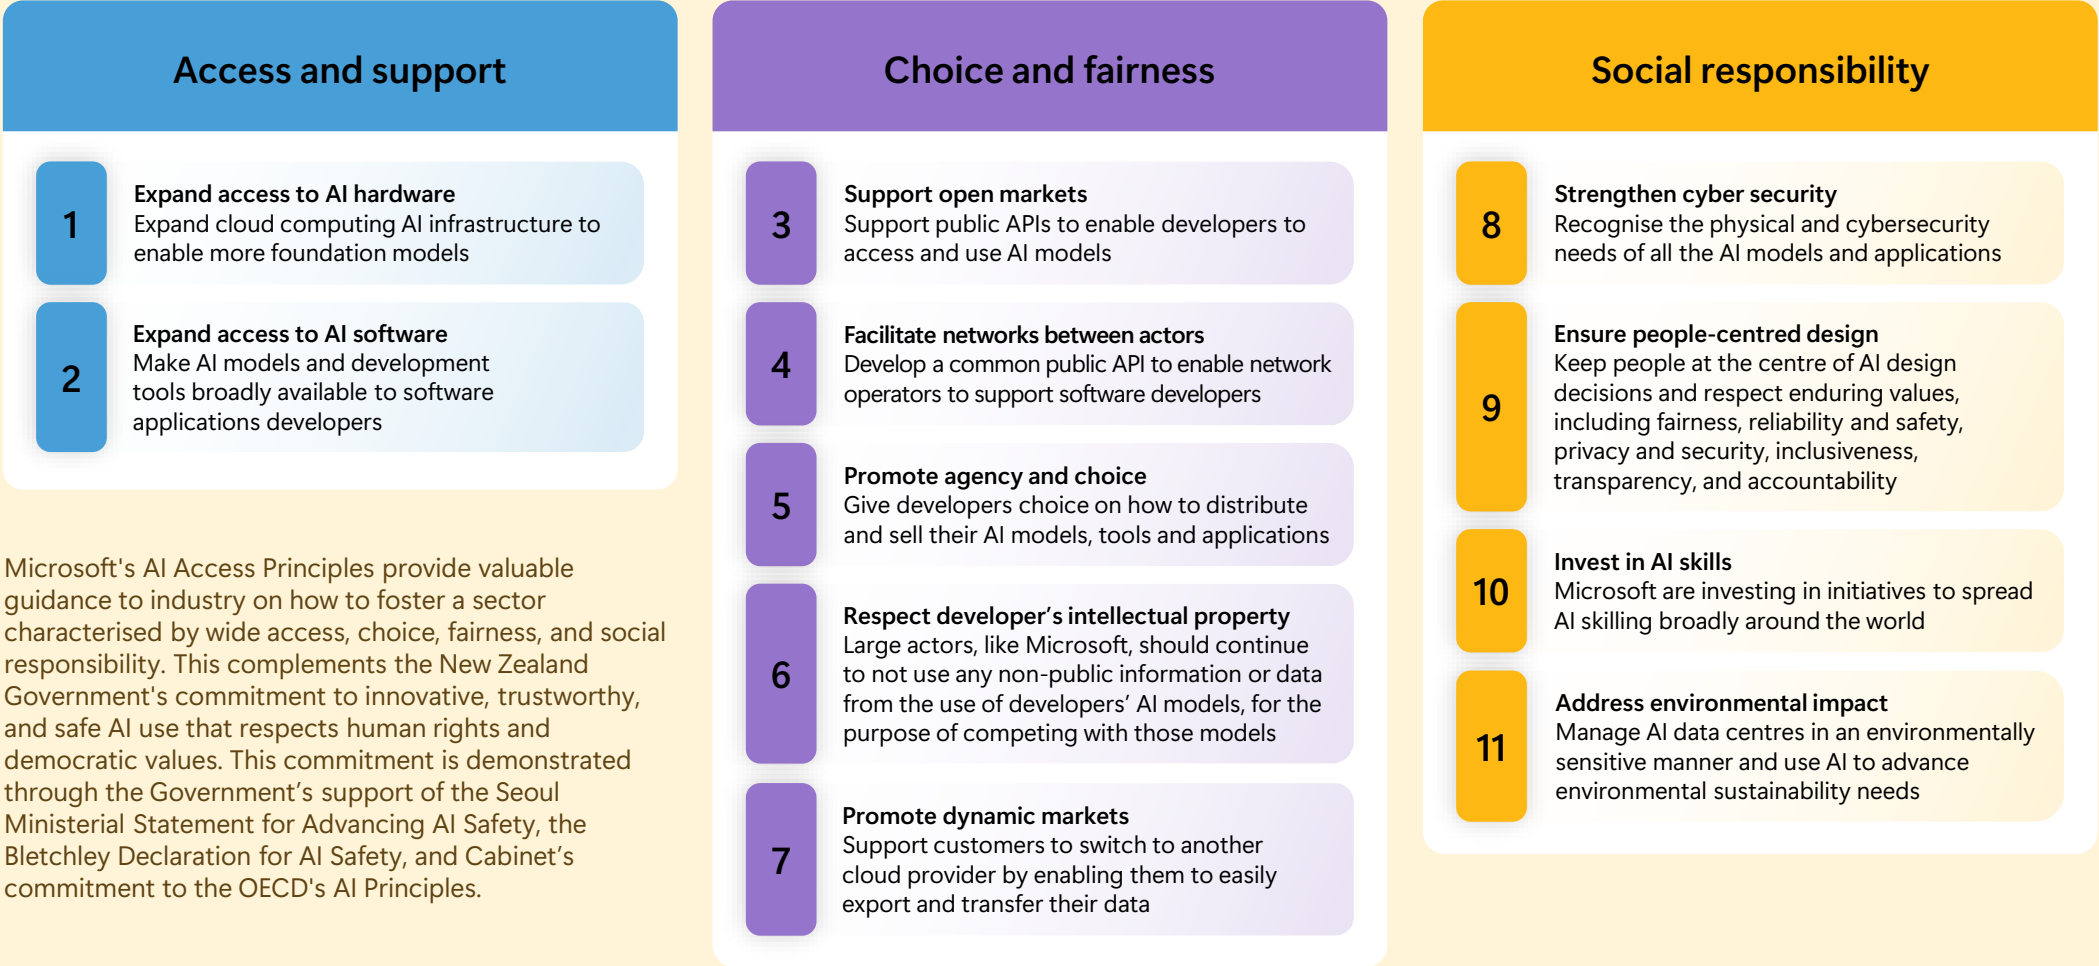 Access and support
1
Expand access to AI hardware
Expand cloud computing AI infrastructure to
enable more foundation models
2
Expand access to AI software
Make AI models and development
tools broadly available to software
applications developers
Microsoft's AI Access Principles provide valuable
guidance to industry on how to foster a sector
characterised by wide access, choice, fairness, and social
responsibility. This complements the New Zealand
Government's commitment to innovative, trustworthy,
and safe AI use that respects human rights and
democratic values. This commitment is demonstrated
through the Government’s support of the Seoul
Ministerial Statement for Advancing AI Safety, the
Bletchley Declaration for AI Safety, and Cabinet’s
commitment to the OECD's AI Principles.
Choice and fairness
3
Support open markets
Support public APIs to enable developers to
access and use AI models
4
Facilitate networks between actors
Develop a common public API to enable network
operators to support software developers
5
Promote agency and choice
Give developers choice on how to distribute
and sell their AI models, tools and applications
6
Respect developer’s intellectual property
Large actors, like Microsoft, should continue
to not use any non-public information or data
from the use of developers’ AI models, for the
purpose of competing with those models
7
Promote dynamic markets
Support customers to switch to another
cloud provider by enabling them to easily
export and transfer their data
Social responsibility
8
Strengthen cyber security
Recognise the physical and cybersecurity
needs of all the AI models and applications
9
Ensure people-centred design
Keep people at the centre of AI design
decisions and respect enduring values,
including fairness, reliability and safety,
privacy and security, inclusiveness,
transparency, and accountability
10
Invest in AI skills
Microsoft are investing in initiatives to spread
AI skilling broadly around the world
11
Address environmental impact
Manage AI data centres in an environmentally
sensitive manner and use AI to advance
environmental sustainability needs